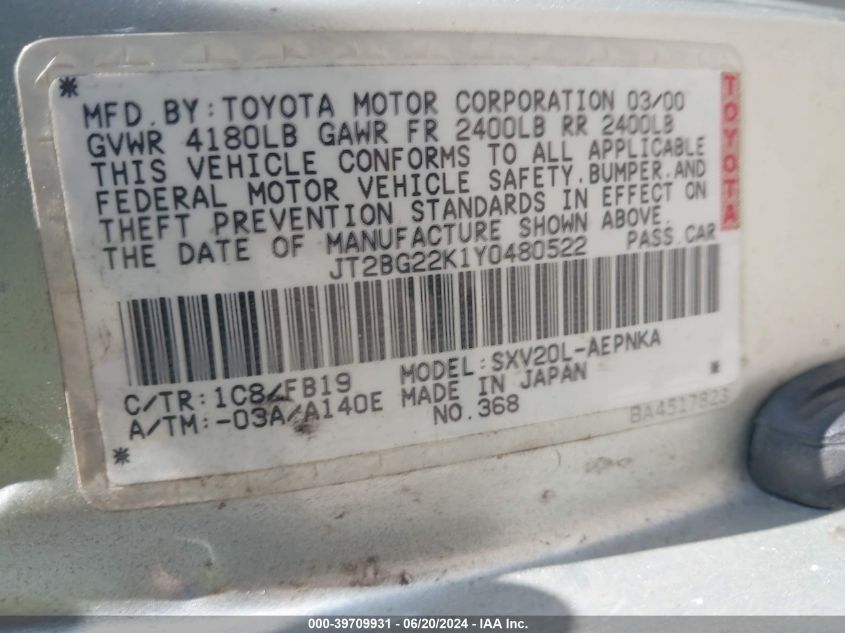 *
MFD.BY:TOYOTA MOTOR CORPORATION 03/00
GVWR 4180LB GAWR FR 2400LB RR 2400LB
THIS VEHICLE CONFORMS TO ALL APPLICABLE
FEDERAL MOTOR VEHICLE SAFETY,BUMPER,AND
THEFT PREVENTION STANDARDS IN EFFECT ON
THE DATE OF MANUFACTURE SHOWN ABOVE.
JT2BG22K1Y0480522 PASS.CAR
TOYOTA
C/TR:1C8/FB19 MODEL:SXV20L-AEPNKA
A/TM:-03A/A140E MADE IN JAPAN *
* NO.368 BA4517823
000-39709931 - 06/20/2024 - IAA Inc.